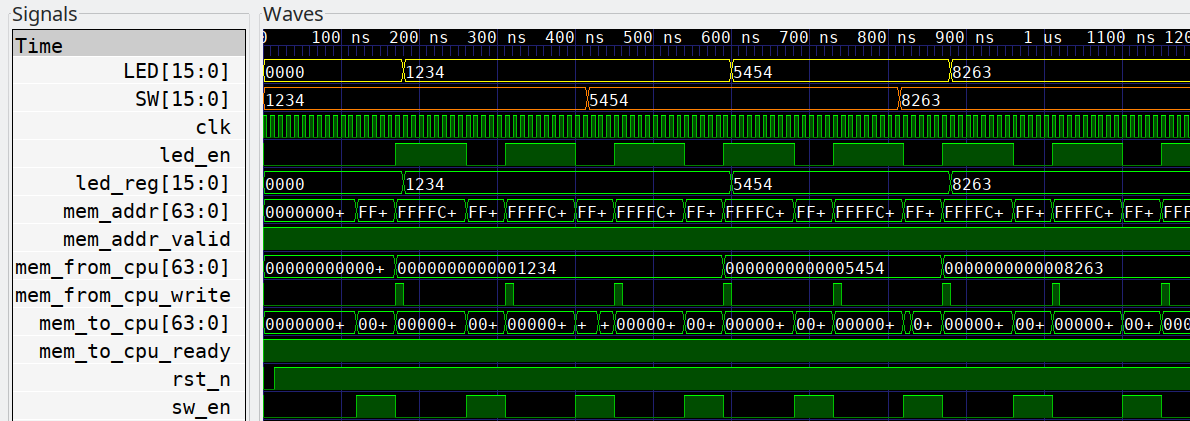 Signals Waves
Time 0 100 ns 200 ns 300 ns 400 ns 500 ns 600 ns 700 ns 800 ns 900 ns 1 us 1100 ns 120
LED[15:0] 0000 1234 5454 8263
SW[15:0] 1234 5454 8263
clk
led_en
led_reg[15:0] 0000 1234 5454 8263
mem_addr[63:0] 0000000+ FF+ FFFFC+ FF+ FFFFC+ FF+ FFFFC+ FF+ FFFFC+ FF+ FFFFC+ FF+ FFFFC+ FF+ FFFFC+ FF+ FFF
mem_addr_valid
mem_from_cpu[63:0] 00000000000+ 0000000000001234 0000000000005454 0000000000008263
mem_from_cpu_write
mem_to_cpu[63:0] 0000000+ 00+ 00000+ 00+ 00000+ + + 00000+ 00+ 00000+ 00+ 00000+ 0+ 00000+ 00+ 00000+ 00+ 000
mem_to_cpu_ready
rst_n
sw_en